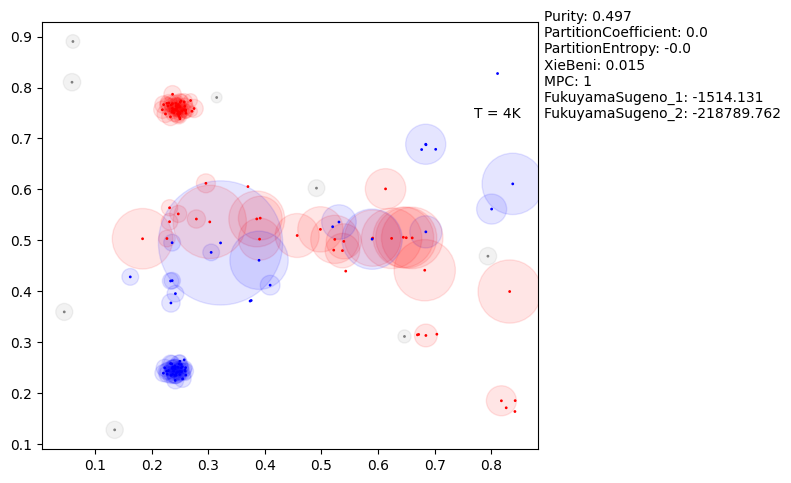 Purity: 0.497
PartitionCoefficient: 0.0
PartitionEntropy: -0.0
XieBeni: 0.015
MPC: 1
FukuyamaSugeno_1: -1514.131
FukuyamaSugeno_2: -218789.762
T = 4K
0.9
0.8
0.7
0.6
0.5
0.4
0.3
0.2
0.1
0.1 0.2 0.3 0.4 0.5 0.6 0.7 0.8